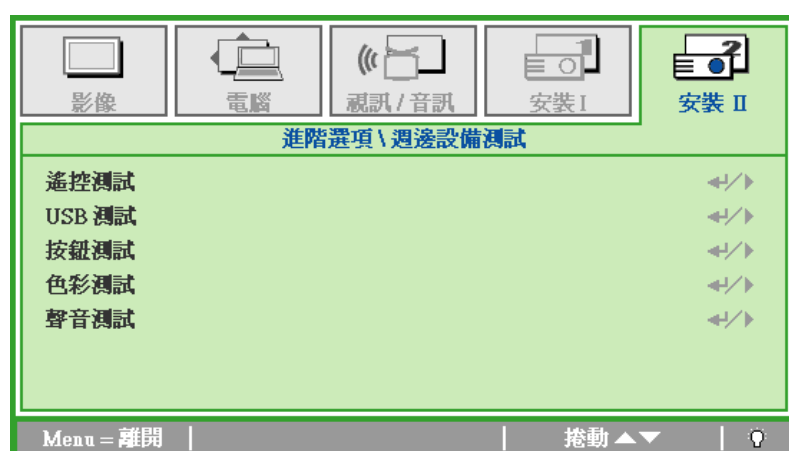 影像
電腦
視訊 / 音訊
安裝 I
安裝 II
進階選項 \ 週邊設備測試
遙控測試
USB 測試
按鈕測試
色彩測試
聲音測試
Menu = 離開
捲動 ▲▼